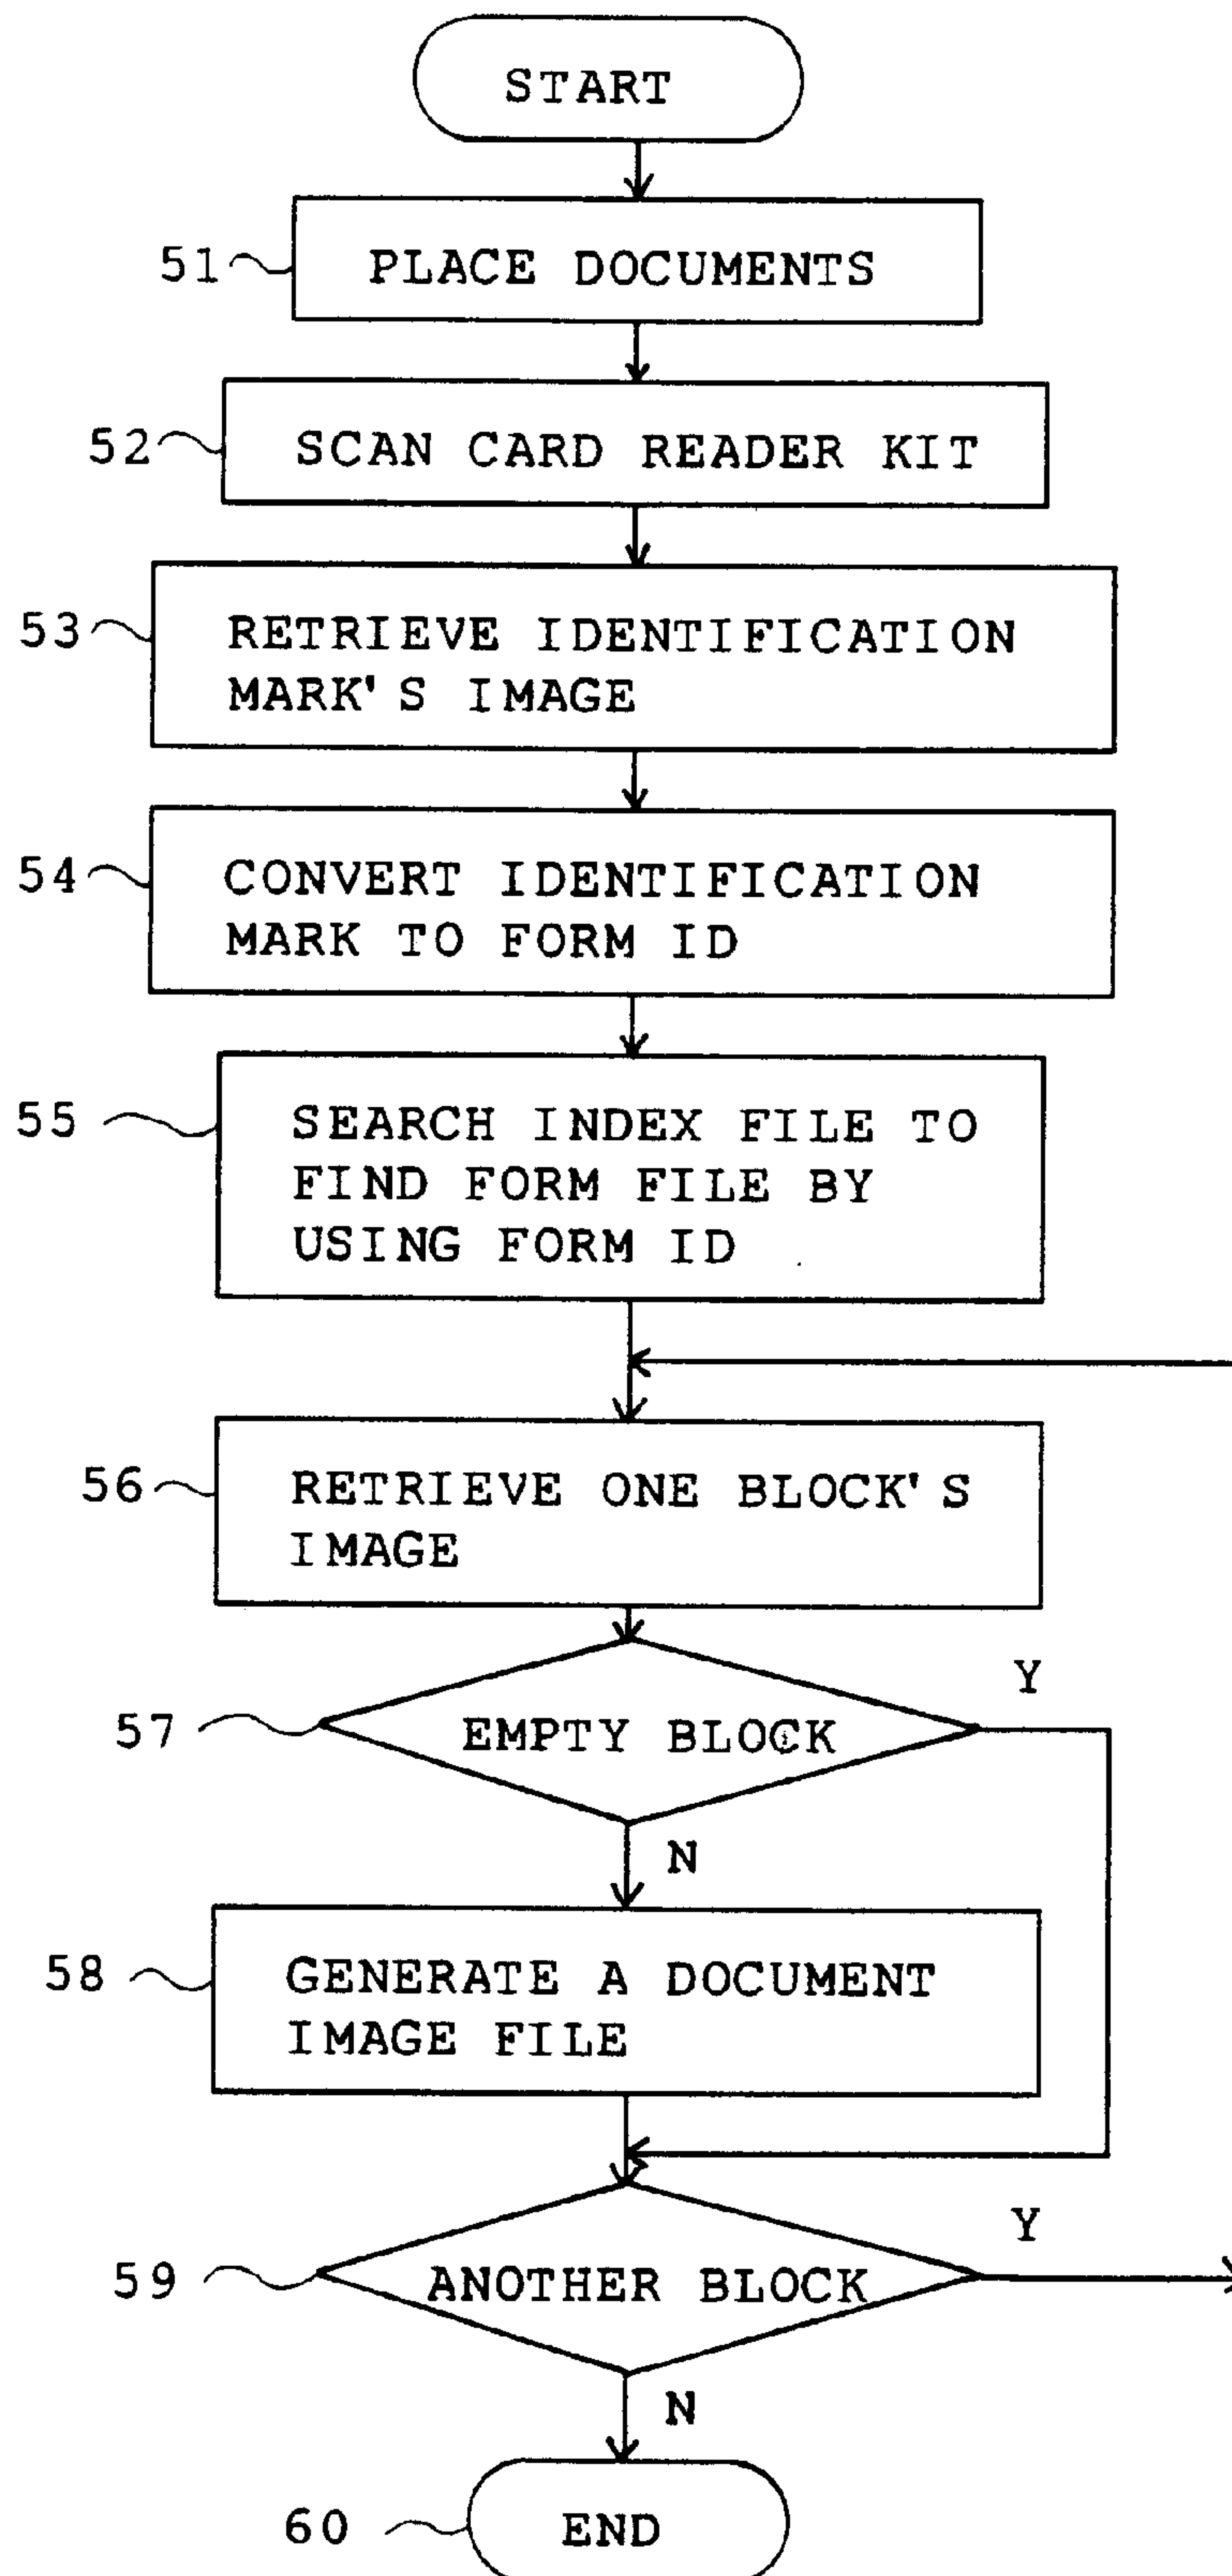 START
51
PLACE DOCUMENTS
52
SCAN CARD READER KIT
53
RETRIEVE IDENTIFICATION
MARK'S IMAGE
54
CONVERT IDENTIFICATION
MARK TO FORM ID
55
SEARCH INDEX FILE TO
FIND FORM FILE BY
USING FORM ID
56
RETRIEVE ONE BLOCK'S
IMAGE
57
EMPTY BLOCK
Y
N
58
GENERATE A DOCUMENT
IMAGE FILE
59
ANOTHER BLOCK
Y
N
60
END